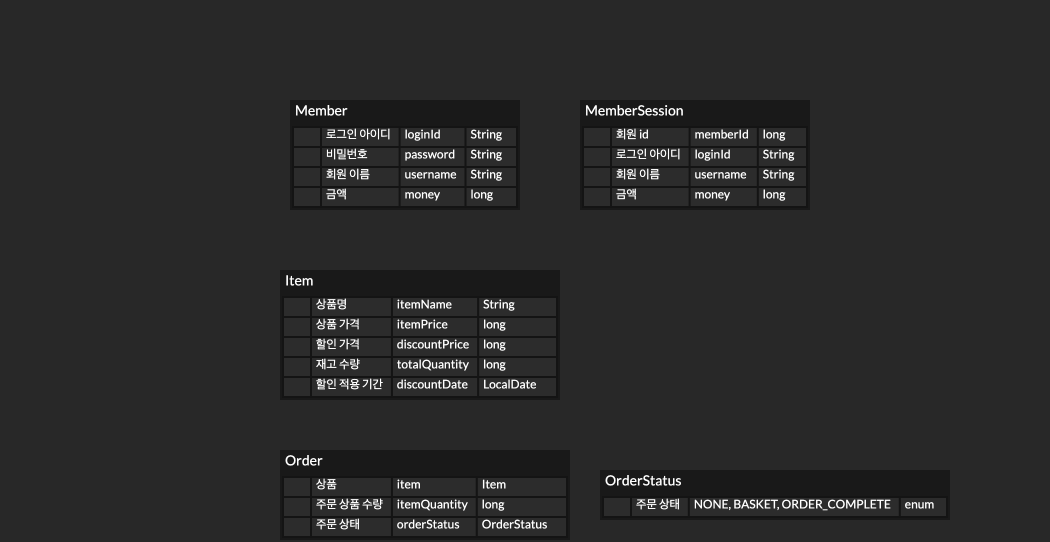 Member
로그인 아이디 loginId String
비밀번호 password String
회원 이름 username String
금액 money long
MemberSession
회원 id memberId long
로그인 아이디 loginId String
회원 이름 username String
금액 money long
Item
상품명 itemName String
상품 가격 itemPrice long
할인 가격 discountPrice long
재고 수량 totalQuantity long
할인 적용 기간 discountDate LocalDate
Order
상품 item Item
주문 상품 수량 itemQuantity long
주문 상태 orderStatus OrderStatus
OrderStatus
주문 상태 NONE, BASKET, ORDER_COMPLETE enum